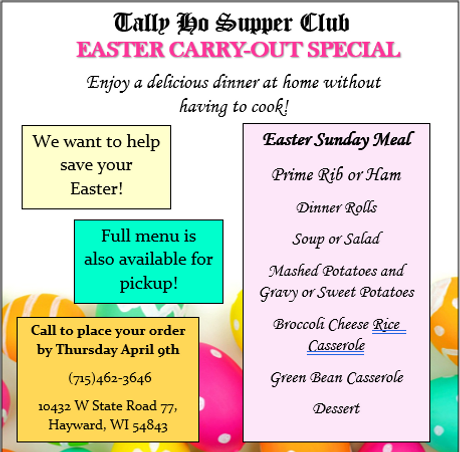 Tally Ho Supper Club
EASTER CARRY-OUT SPECIAL
Enjoy a delicious dinner at home without
having to cook!
We want to help
save your
Easter!
Full menu is
also available for
pickup!
Call to place your order
by Thursday April 9th
(715)462-3646
10432 W State Road 77,
Hayward, WI 54843
Easter Sunday Meal
Prime Rib or Ham
Dinner Rolls
Soup or Salad
Mashed Potatoes and
Gravy or Sweet Potatoes
Broccoli Cheese Rice
Casserole
Green Bean Casserole
Dessert